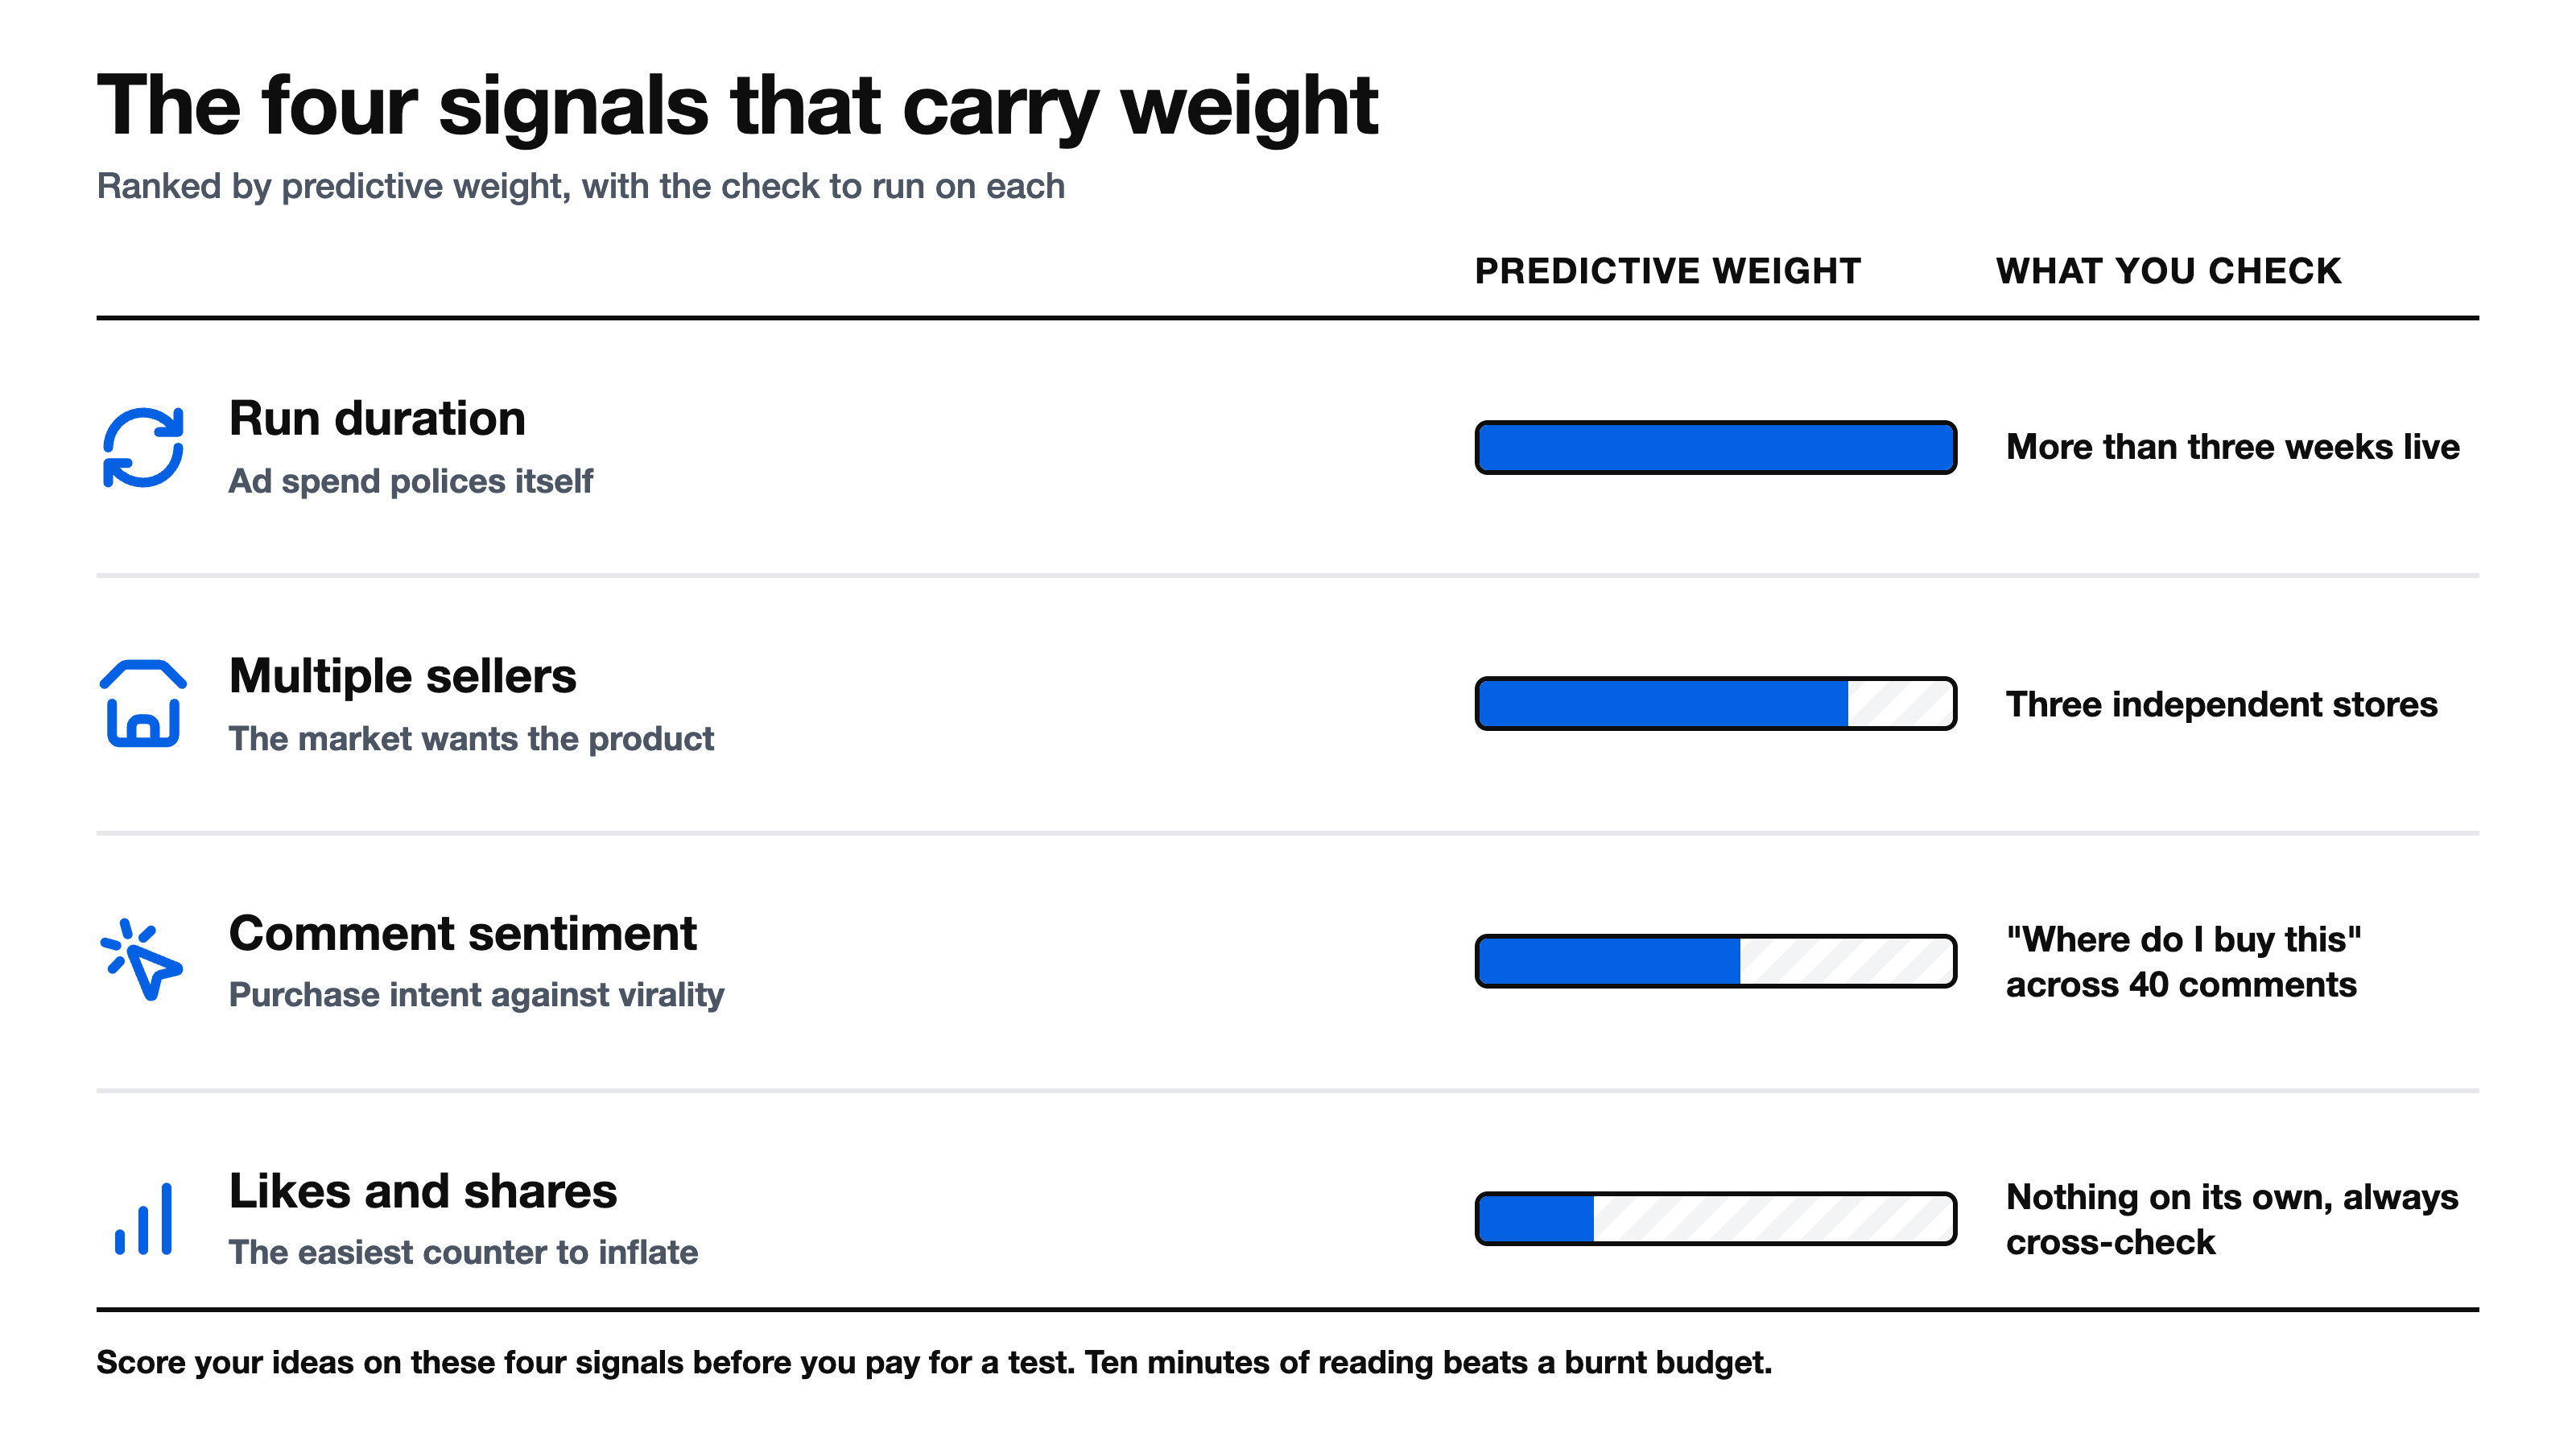 The four signals that carry weight
Ranked by predictive weight, with the check to run on each
PREDICTIVE WEIGHT
WHAT YOU CHECK
Run duration
Ad spend polices itself
More than three weeks live
Multiple sellers
The market wants the product
Three independent stores
Comment sentiment
Purchase intent against virality
"Where do I buy this"
across 40 comments
Likes and shares
The easiest counter to inflate
Nothing on its own, always
cross-check
Score your ideas on these four signals before you pay for a test. Ten minutes of reading beats a burnt budget.